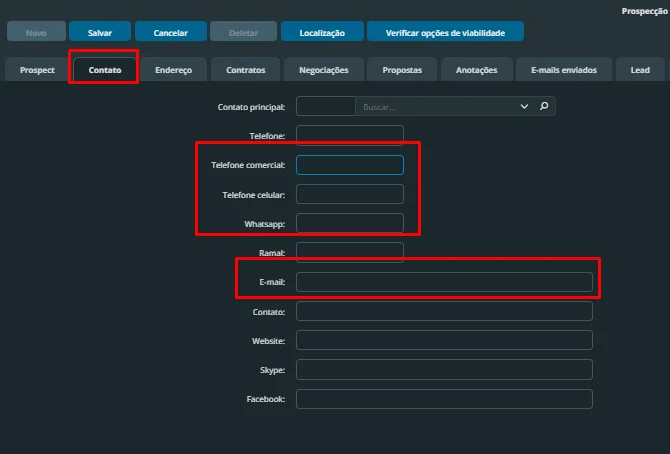 Prospecção
Novo Salvar Cancelar Deletar Localização Verificar opções de viabilidade
Prospect Contato Endereço Contratos Negociações Propostas Anotações E-mails enviados Lead
Contato principal: Buscar...
Telefone:
Telefone comercial:
Telefone celular:
Whatsapp:
Ramal:
E-mail:
Contato:
Website:
Skype:
Facebook: